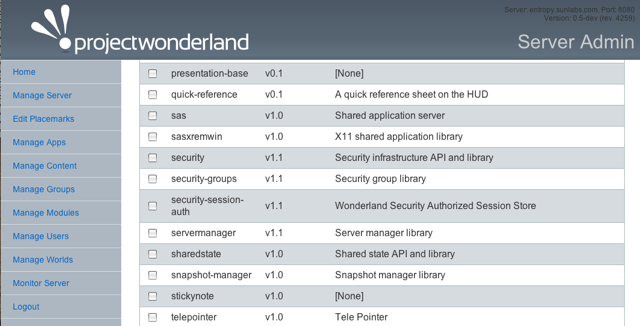 Server: entropy.sunlabs.com, Port: 8080
Version: 0.5-dev (rev. 4259)
projectwonderland
Server Admin
Home
Manage Server
Edit Placemarks
Manage Apps
Manage Content
Manage Groups
Manage Modules
Manage Users
Manage Worlds
Monitor Server
Logout
presentation-base v0.1 [None]
quick-reference v0.1 A quick reference sheet on the HUD
sas v1.0 Shared application server
sasxremwin v1.0 X11 shared application library
security v1.1 Security infrastructure API and library
security-groups v1.1 Security group library
security-session-
auth v1.1 Wonderland Security Authorized Session Store
servermanager v1.1 Server manager library
sharedstate v1.0 Shared state API and library
snapshot-manager v1.0 Snapshot manager library
stickynote v1.0 [None]
telepointer v1.0 Tele Pointer